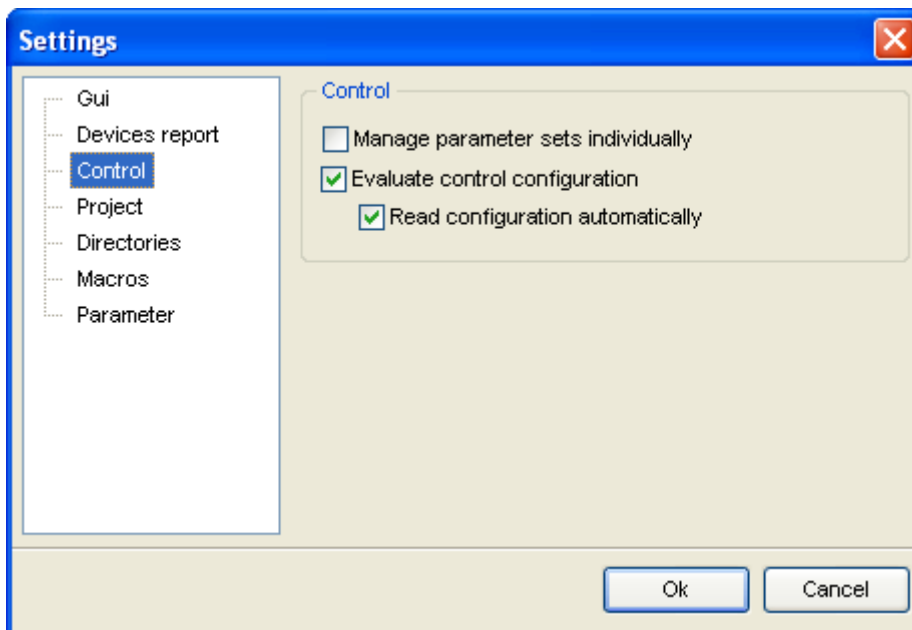 Settings
Gui
Devices report
Control
Project
Directories
Macros
Parameter
Control
Manage parameter sets individually
Evaluate control configuration
Read configuration automatically
Ok
Cancel